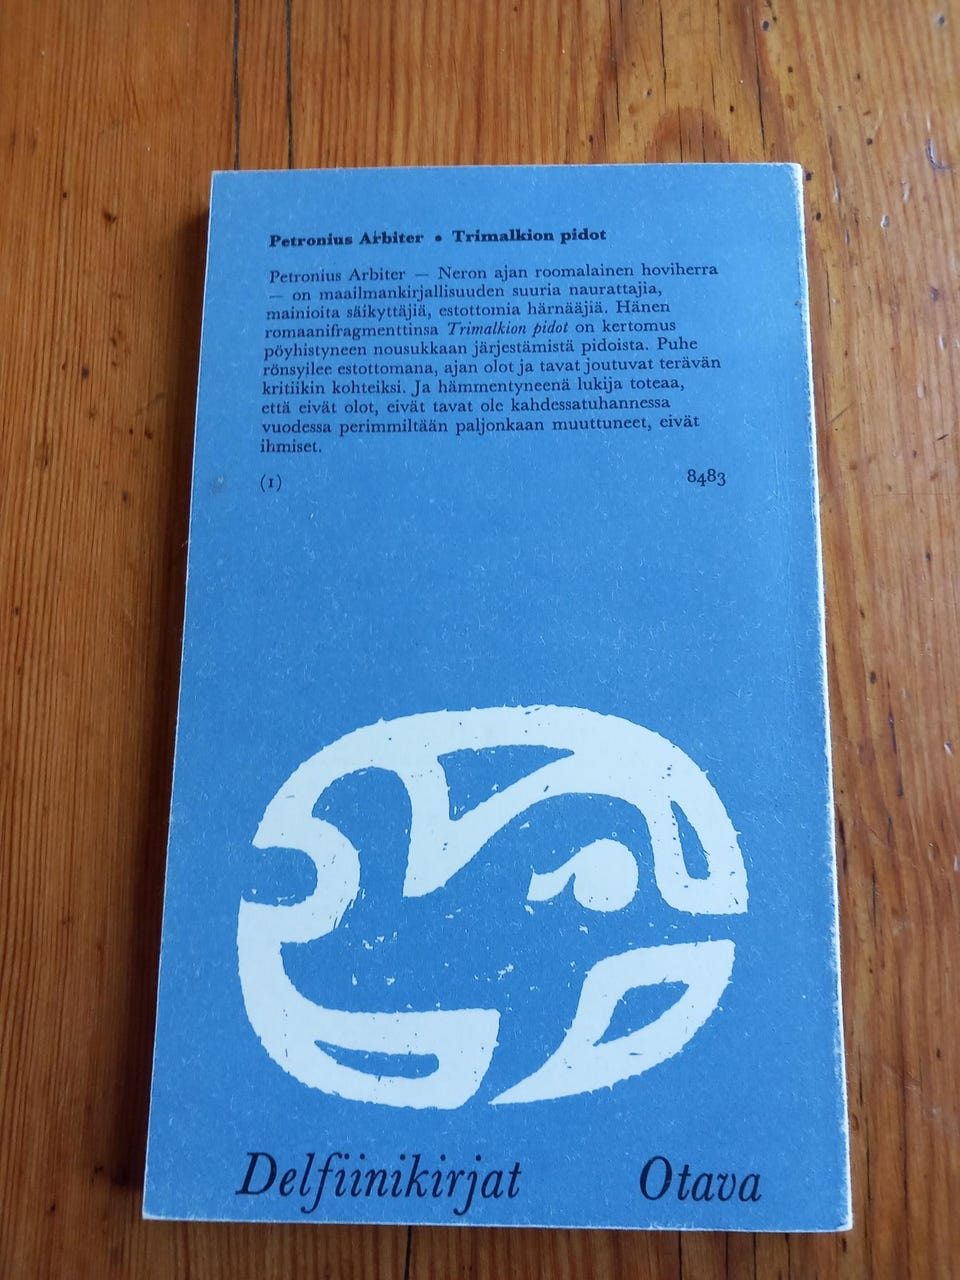 Petronius Arbiter • Trimalkion pidot
Petronius Arbiter — Neron ajan roomalainen hoviherra
— on maailmankirjallisuuden suuria naurattajia,
mainioita säikyttäjiä, estottomia härnääjiä. Hänen
romaanifragmenttinsa Trimalkion pidot on kertomus
pöyhistyneen nousukkaan järjestämistä pidoista. Puhe
rönsyilee estottomana, ajan olot ja tavat joutuvat terävän
kritiikin kohteiksi. Ja hämmentyneenä lukija toteaa,
että eivät olot, eivät tavat ole kahdessatuhannessa
vuodessa perimmiltään paljonkaan muuttuneet, eivät
ihmiset.
(1) 8483
Delfiinikirjat Otava